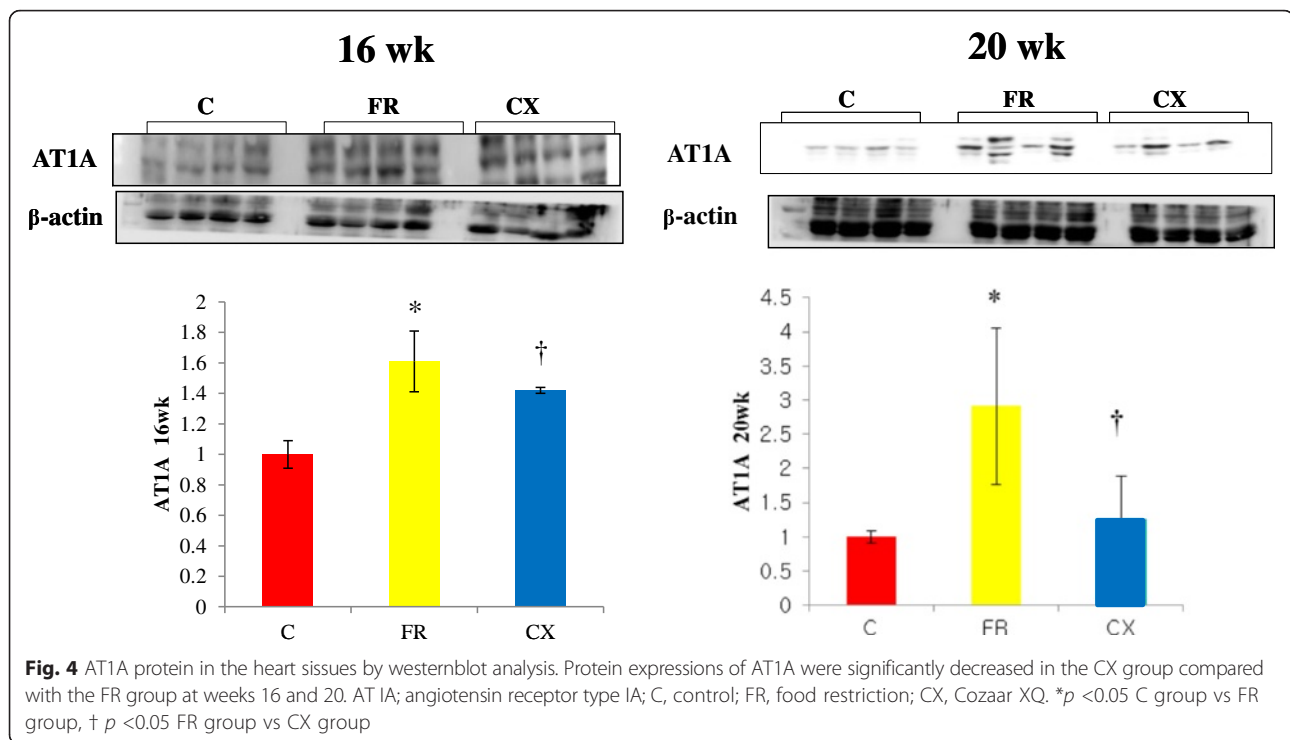 16 wk
C FR CX
AT1A
β-actin
20 wk
C FR CX
AT1A
β-actin
AT1A 16wk
2
1.8
1.6
1.4
1.2
1
0.8
0.6
0.4
0.2
0
*
†
C FR CX
AT1A 20wk
4.5
4
3.5
3
2.5
2
1.5
1
0.5
0
*
†
C FR CX
Fig. 4 AT1A protein in the heart sissues by westernblot analysis. Protein expressions of AT1A were significantly decreased in the CX group compared
with the FR group at weeks 16 and 20. AT IA; angiotensin receptor type IA; C, control; FR, food restriction; CX, Cozaar XQ. *p <0.05 C group vs FR
group, † p <0.05 FR group vs CX group